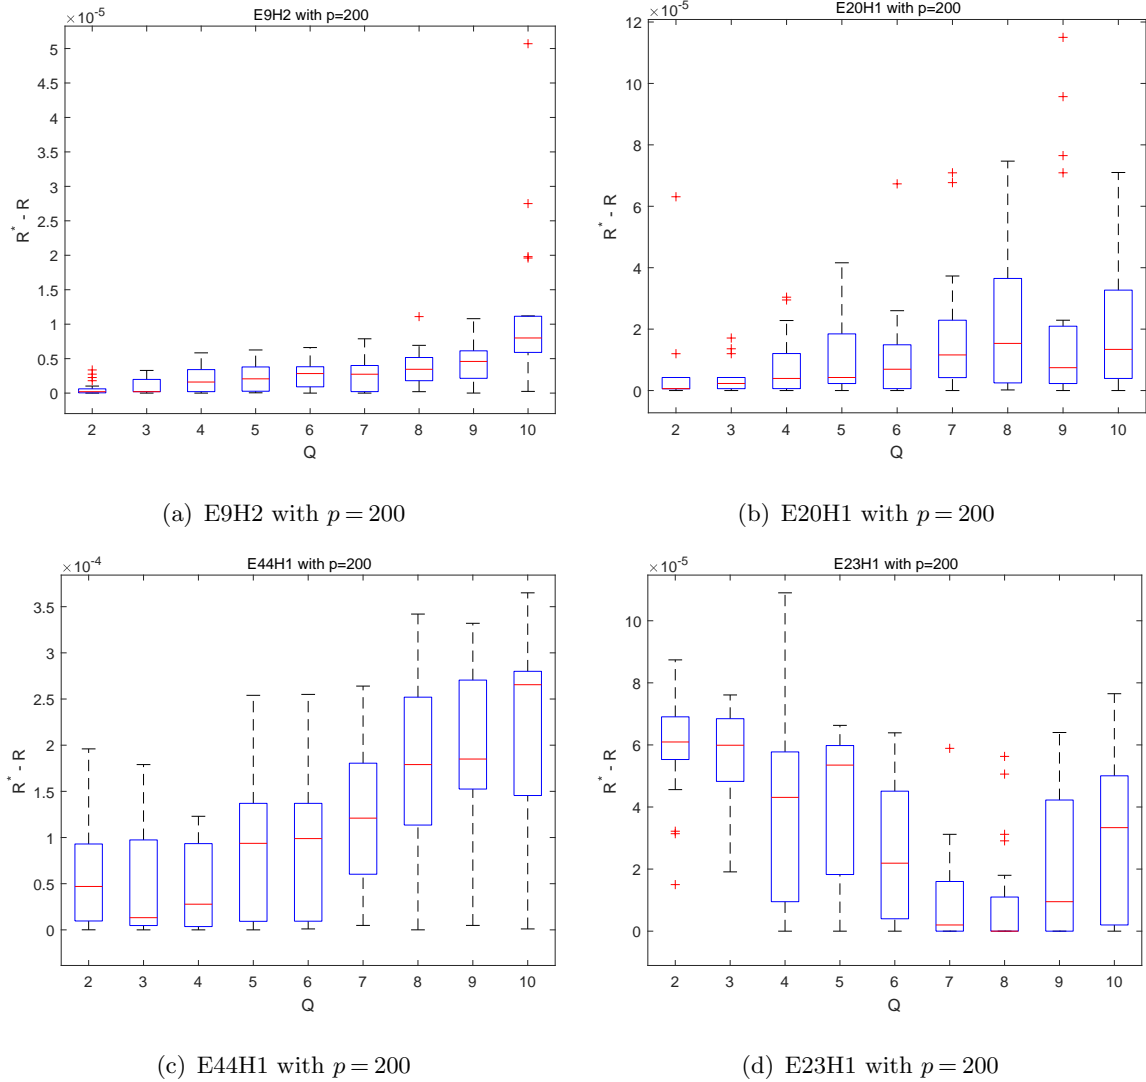 ×10⁻⁵ E9H2 with p=200
5
4.5
4
3.5
3
2.5
2
1.5
1
0.5
0
R* - R
2 3 4 5 6 7 8 9 10
Q
(a) E9H2 with p = 200
×10⁻⁵ E20H1 with p=200
12
10
8
6
4
2
0
R* - R
2 3 4 5 6 7 8 9 10
Q
(b) E20H1 with p = 200
×10⁻⁴ E44H1 with p=200
3.5
3
2.5
2
1.5
1
0.5
0
R* - R
2 3 4 5 6 7 8 9 10
Q
(c) E44H1 with p = 200
×10⁻⁵ E23H1 with p=200
10
8
6
4
2
0
R* - R
2 3 4 5 6 7 8 9 10
Q
(d) E23H1 with p = 200